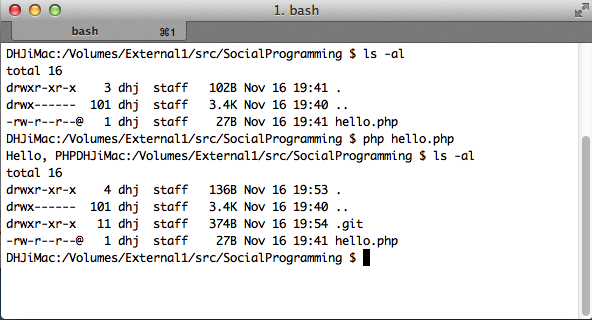 1. bash
bash ⌘1
DHJiMac:/Volumes/External1/src/SocialProgramming $ ls -al
total 16
drwxr-xr-x 3 dhj staff 102B Nov 16 19:41 .
drwx------ 101 dhj staff 3.4K Nov 16 19:40 ..
-rw-r--r--@ 1 dhj staff 27B Nov 16 19:41 hello.php
DHJiMac:/Volumes/External1/src/SocialProgramming $ php hello.php
Hello, PHPDHJiMac:/Volumes/External1/src/SocialProgramming $ ls -al
total 16
drwxr-xr-x 4 dhj staff 136B Nov 16 19:53 .
drwx------ 101 dhj staff 3.4K Nov 16 19:40 ..
drwxr-xr-x 11 dhj staff 374B Nov 16 19:54 .git
-rw-r--r--@ 1 dhj staff 27B Nov 16 19:41 hello.php
DHJiMac:/Volumes/External1/src/SocialProgramming $